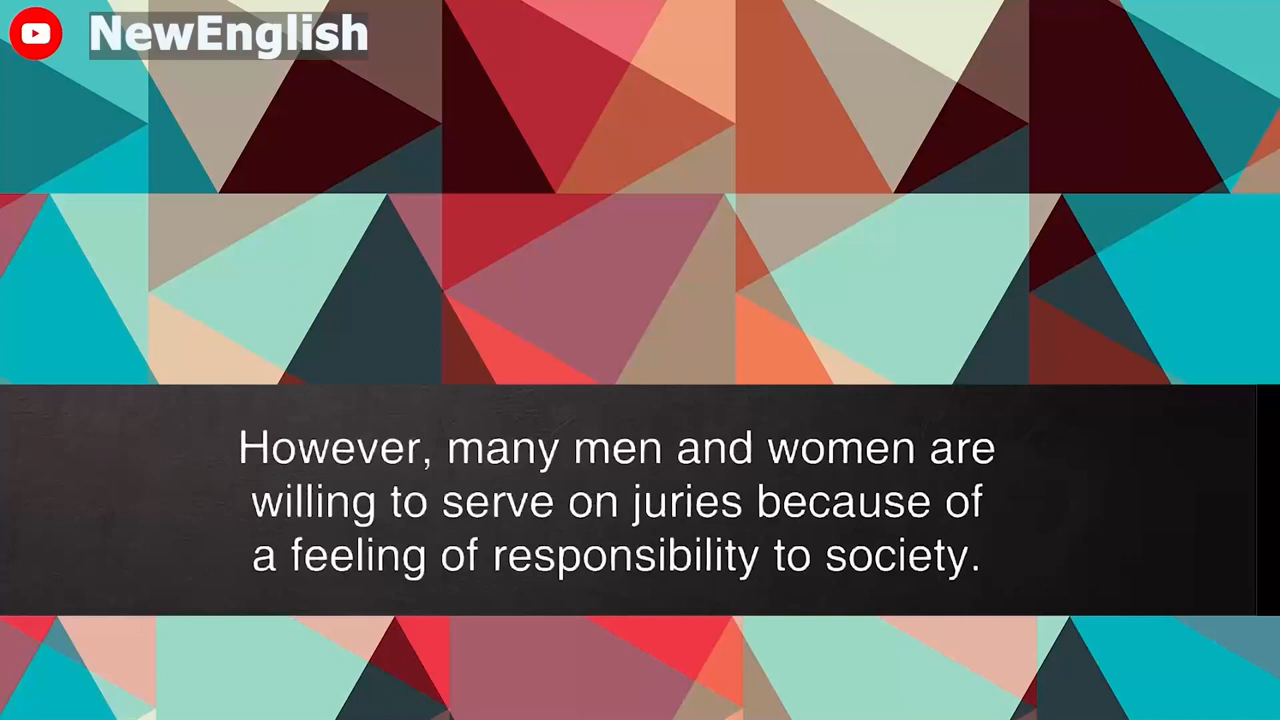 NewEnglish
However, many men and women are
willing to serve on juries because of
a feeling of responsibility to society.